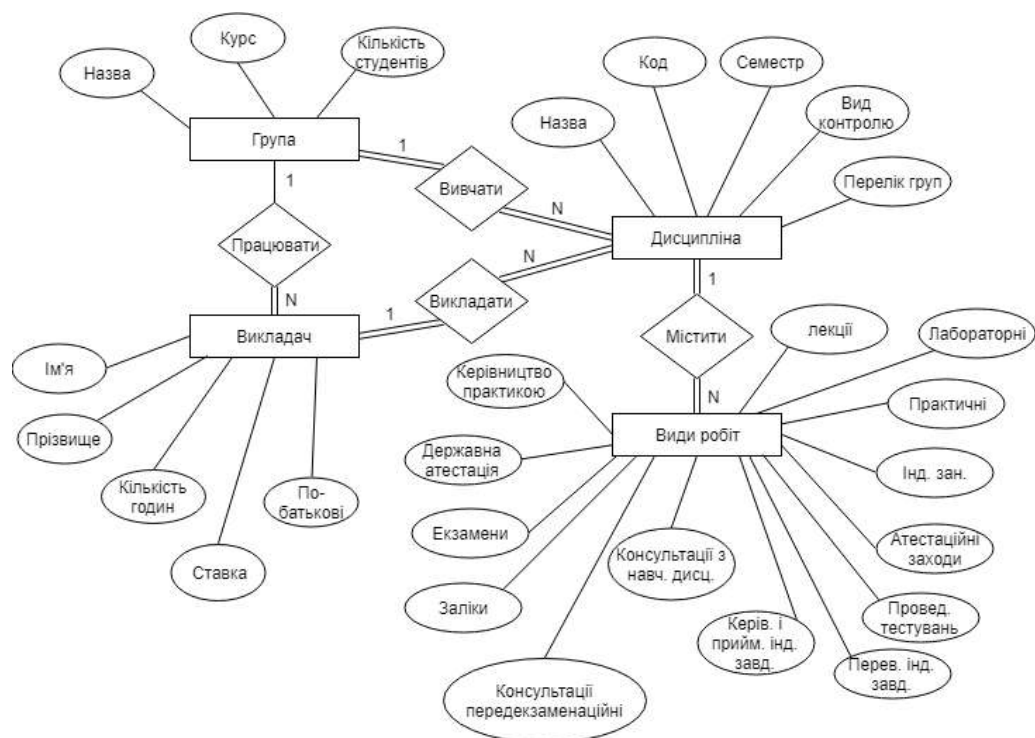 Курс
Кількість
студентів
Назва
Група
1
1
Вивчати
N
Код
Семестр
Назва
Вид
контролю
Перелік груп
Дисципліна
Працювати
N
N
Викладати
1
Викладач
1
Містити
N
Ім'я
Прізвище
Кількість
годин
Ставка
По-
батькові
лекції
Лабораторні
Керівництво
практикою
Практичні
Види робіт
Державна
атестація
Інд. зан.
Екзамени
Консультації з
навч. дисц.
Атестаційні
заходи
Заліки
Керів. і
прийм. інд.
завд.
Провед.
тестувань
Перев. інд.
завд.
Консультації
передекзаменаційні